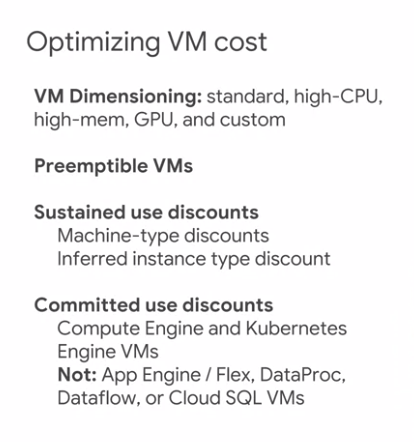 Optimizing VM cost
VM Dimensioning: standard, high-CPU,
high-mem, GPU, and custom
Preemptible VMs
Sustained use discounts
Machine-type discounts
Inferred instance type discount
Committed use discounts
Compute Engine and Kubernetes
Engine VMs
Not: App Engine / Flex, DataProc,
Dataflow, or Cloud SQL VMs